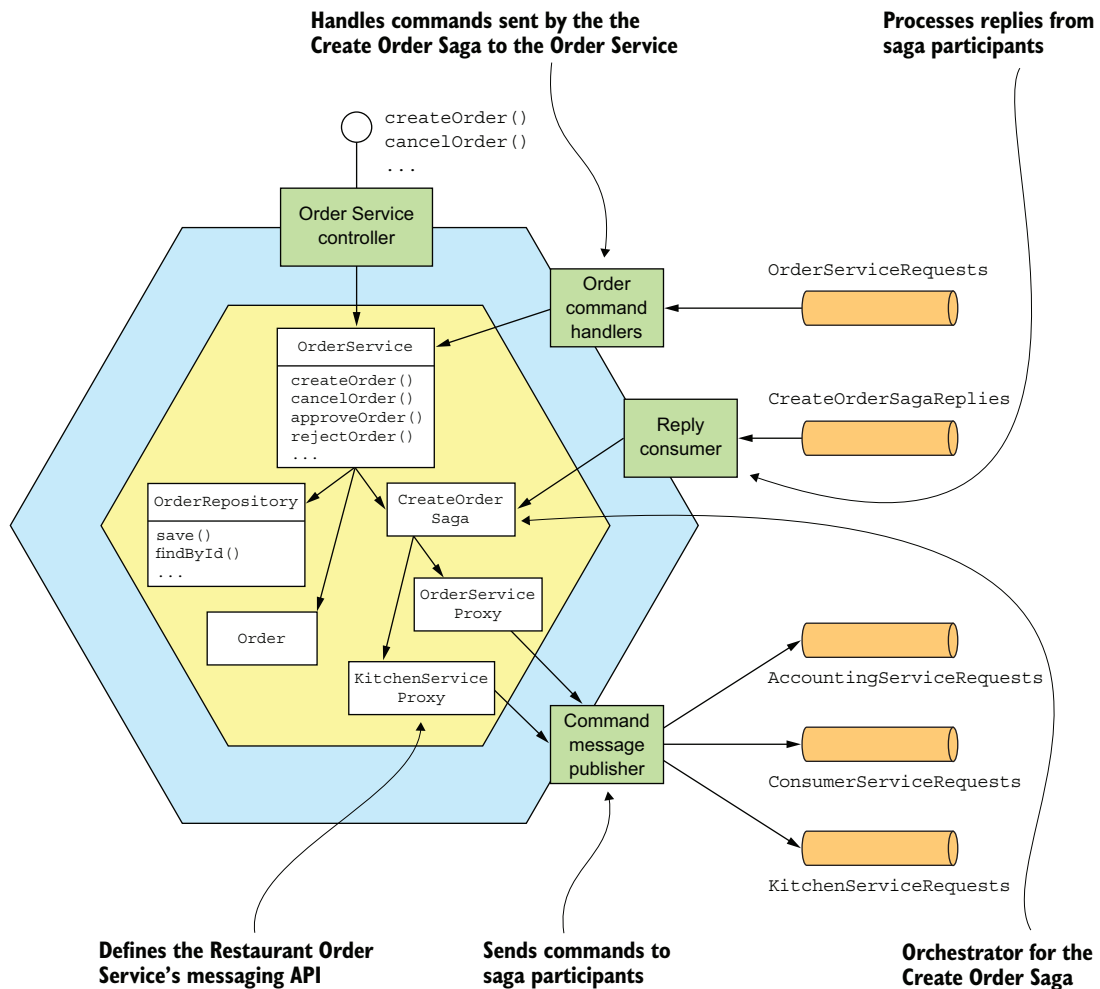 Handles commands sent by the the
Create Order Saga to the Order Service
Processes replies from
saga participants
createOrder()
cancelOrder()
...
Order Service
controller
OrderServiceRequests
Order
command
handlers
OrderService
createOrder()
cancelOrder()
approveOrder()
rejectOrder()
...
CreateOrderSagaReplies
Reply
consumer
OrderRepository
save()
findById()
...
CreateOrder
Saga
OrderService
Proxy
Order
KitchenService
Proxy
AccountingServiceRequests
Command
message
publisher
ConsumerServiceRequests
KitchenServiceRequests
Defines the Restaurant Order
Service's messaging API
Sends commands to
saga participants
Orchestrator for the
Create Order Saga